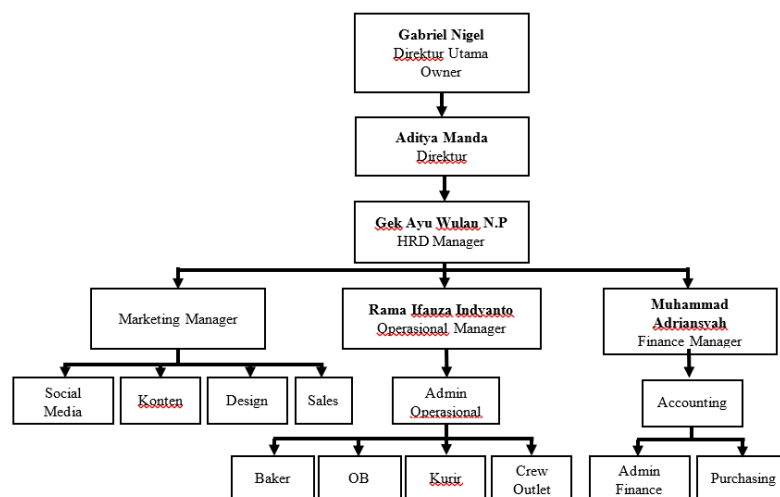 Gabriel Nigel
Direktur Utama
Owner
Aditya Manda
Direktur
Gek Ayu Wulan N.P
HRD Manager
Marketing Manager
Rama Ifanza Indyanto
Operasional Manager
Muhammad
Adriansyah
Finance Manager
Social
Media
Konten
Design
Sales
Admin
Operasional
Accounting
Baker
OB
Kurir
Crew
Outlet
Admin
Finance
Purchasing